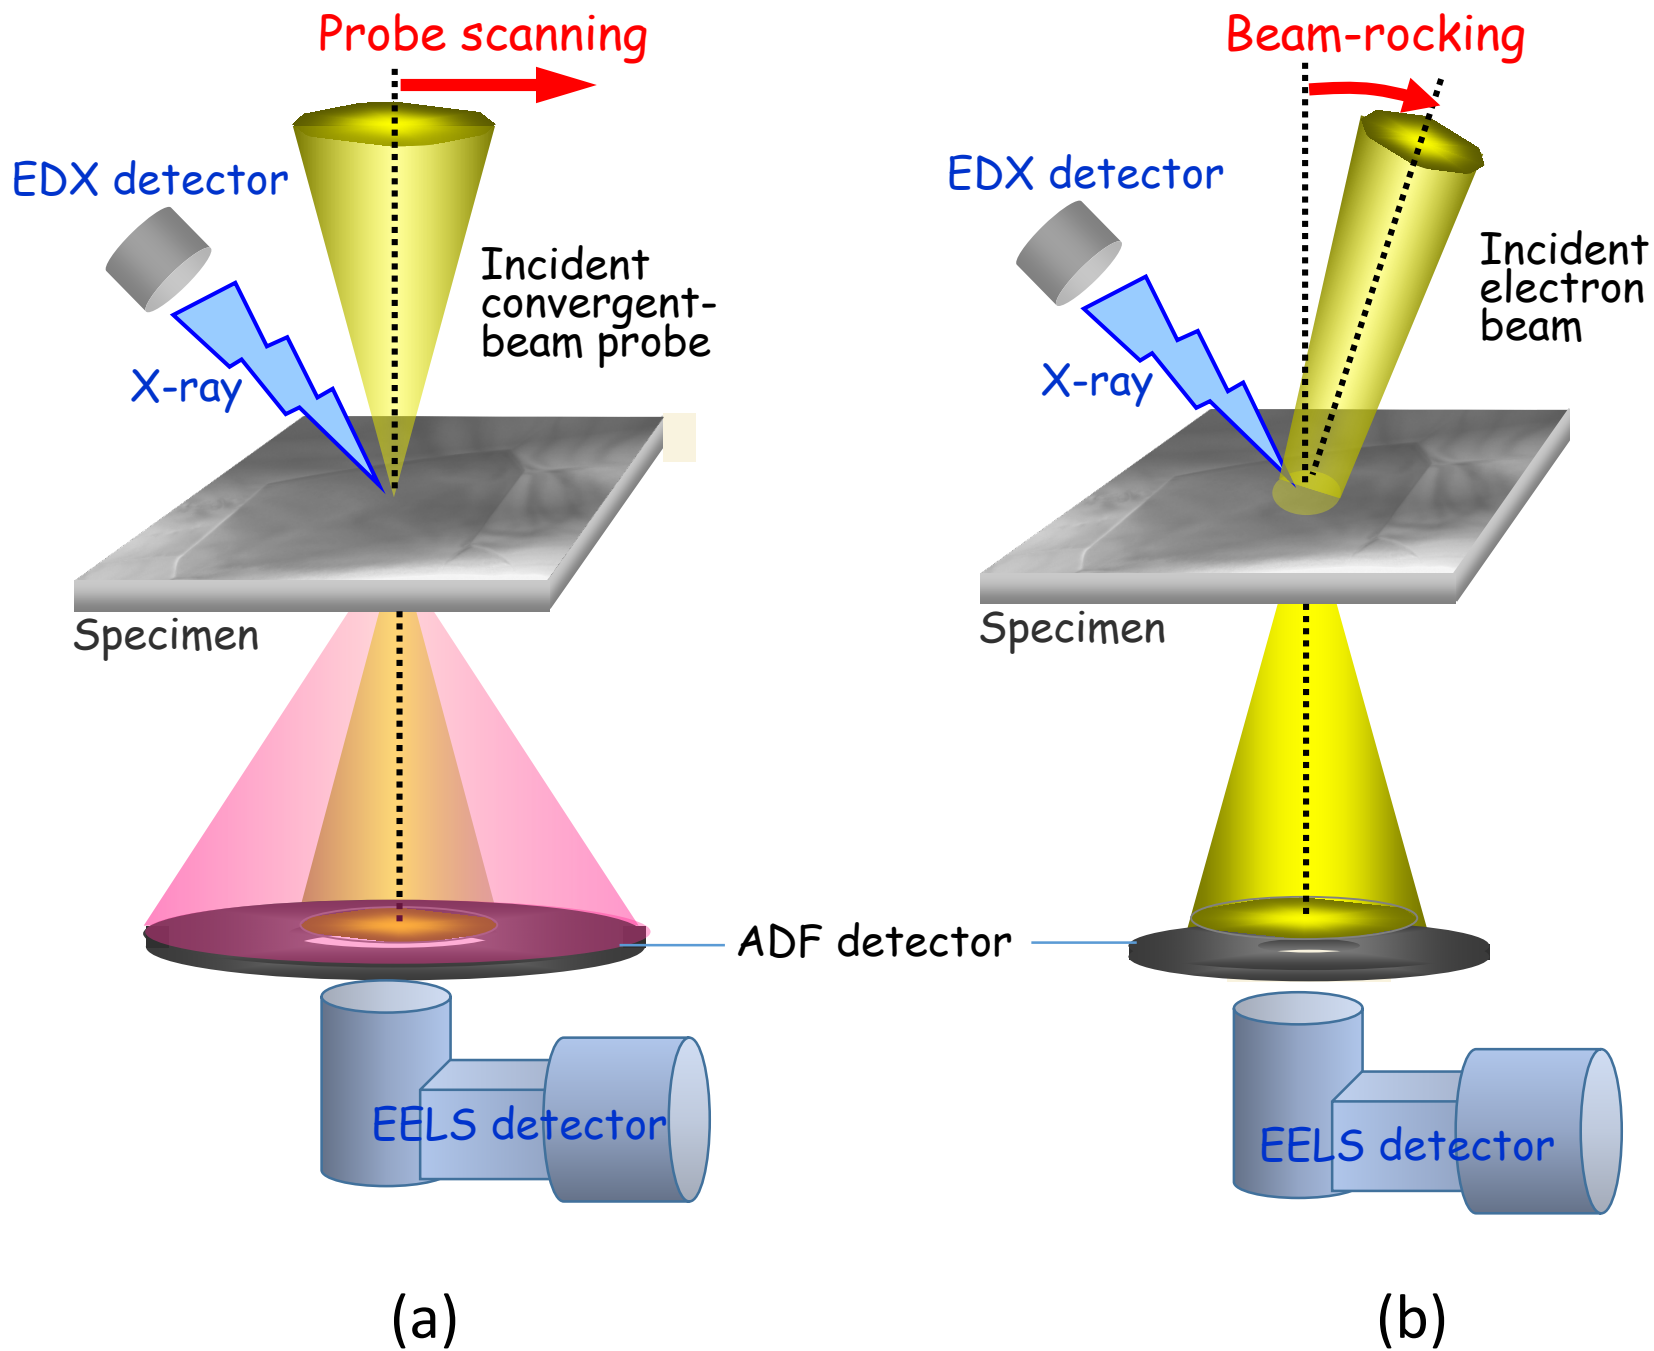 Probe scanning
EDX detector
Incident
convergent-
beam probe
X-ray
Specimen
ADF detector
EELS detector
(a)
Beam-rocking
EDX detector
Incident
electron
beam
X-ray
Specimen
EELS detector
(b)